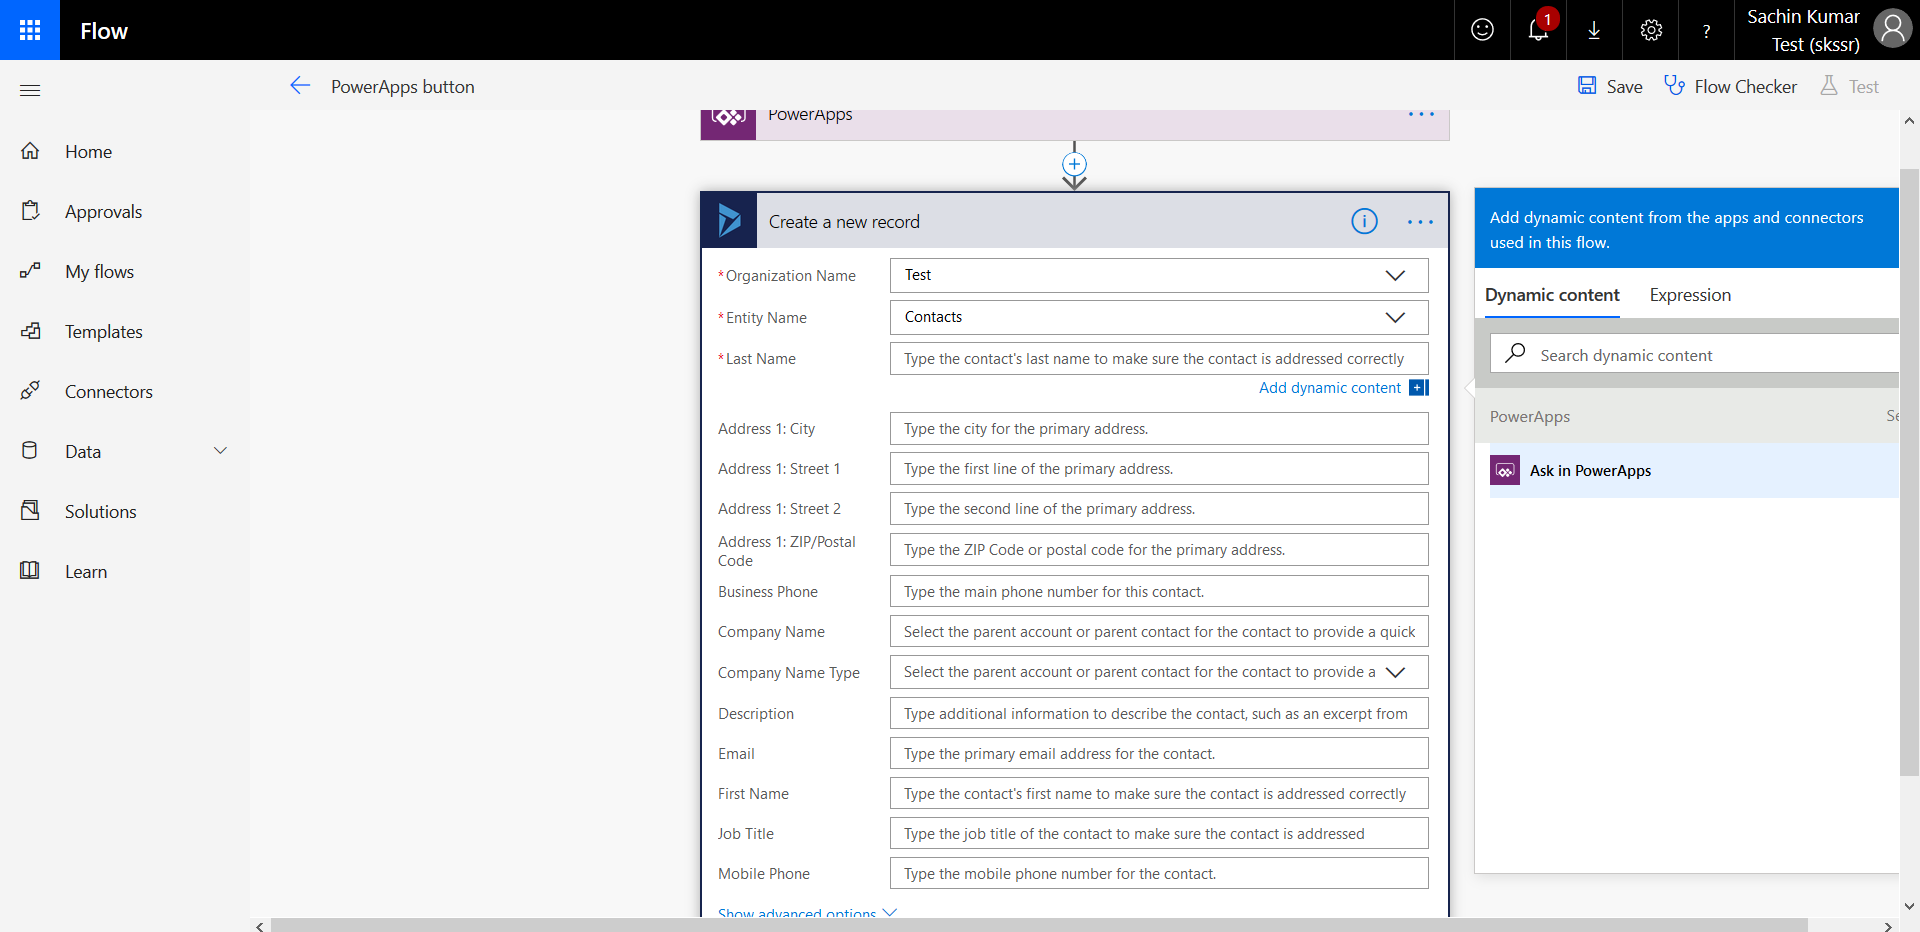 Flow
1
?
Sachin Kumar
Test (skssr)
PowerApps button
Save
Flow Checker
Test
Home
Approvals
My flows
Templates
Connectors
Data
Solutions
Learn
PowerApps
Create a new record
*Organization Name
Test
*Entity Name
Contacts
*Last Name
Type the contact's last name to make sure the contact is addressed correctly
Add dynamic content
Address 1: City
Type the city for the primary address.
Address 1: Street 1
Type the first line of the primary address.
Address 1: Street 2
Type the second line of the primary address.
Address 1: ZIP/Postal
Code
Type the ZIP Code or postal code for the primary address.
Business Phone
Type the main phone number for this contact.
Company Name
Select the parent account or parent contact for the contact to provide a quick
Company Name Type
Select the parent account or parent contact for the contact to provide a
Description
Type additional information to describe the contact, such as an excerpt from
Email
Type the primary email address for the contact.
First Name
Type the contact's first name to make sure the contact is addressed correctly
Job Title
Type the job title of the contact to make sure the contact is addressed
Mobile Phone
Type the mobile phone number for the contact.
Show advanced options
Add dynamic content from the apps and connectors
used in this flow.
Dynamic content
Expression
Search dynamic content
PowerApps
Ask in PowerApps